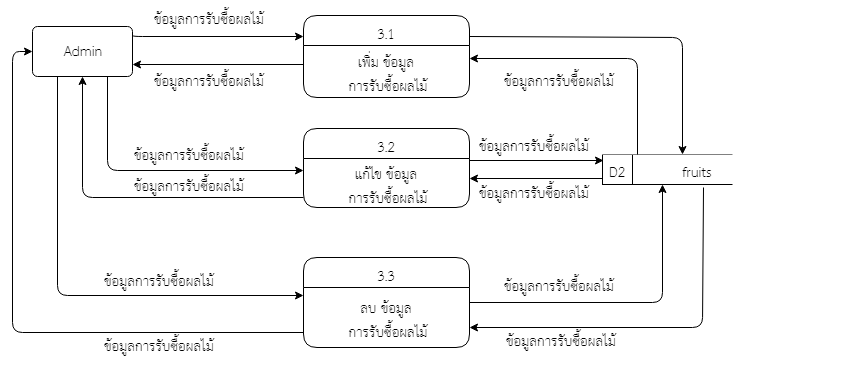 ข้อมูลการรับซื้อผลไม้
3.1
Admin
เพิ่ม ข้อมูล
การรับซื้อผลไม้
ข้อมูลการรับซื้อผลไม้
ข้อมูลการรับซื้อผลไม้
3.2
ข้อมูลการรับซื้อผลไม้
ข้อมูลการรับซื้อผลไม้
แก้ไข ข้อมูล
การรับซื้อผลไม้
D2
fruits
ข้อมูลการรับซื้อผลไม้
ข้อมูลการรับซื้อผลไม้
3.3
ข้อมูลการรับซื้อผลไม้
ข้อมูลการรับซื้อผลไม้
ลบ ข้อมูล
การรับซื้อผลไม้
ข้อมูลการรับซื้อผลไม้
ข้อมูลการรับซื้อผลไม้